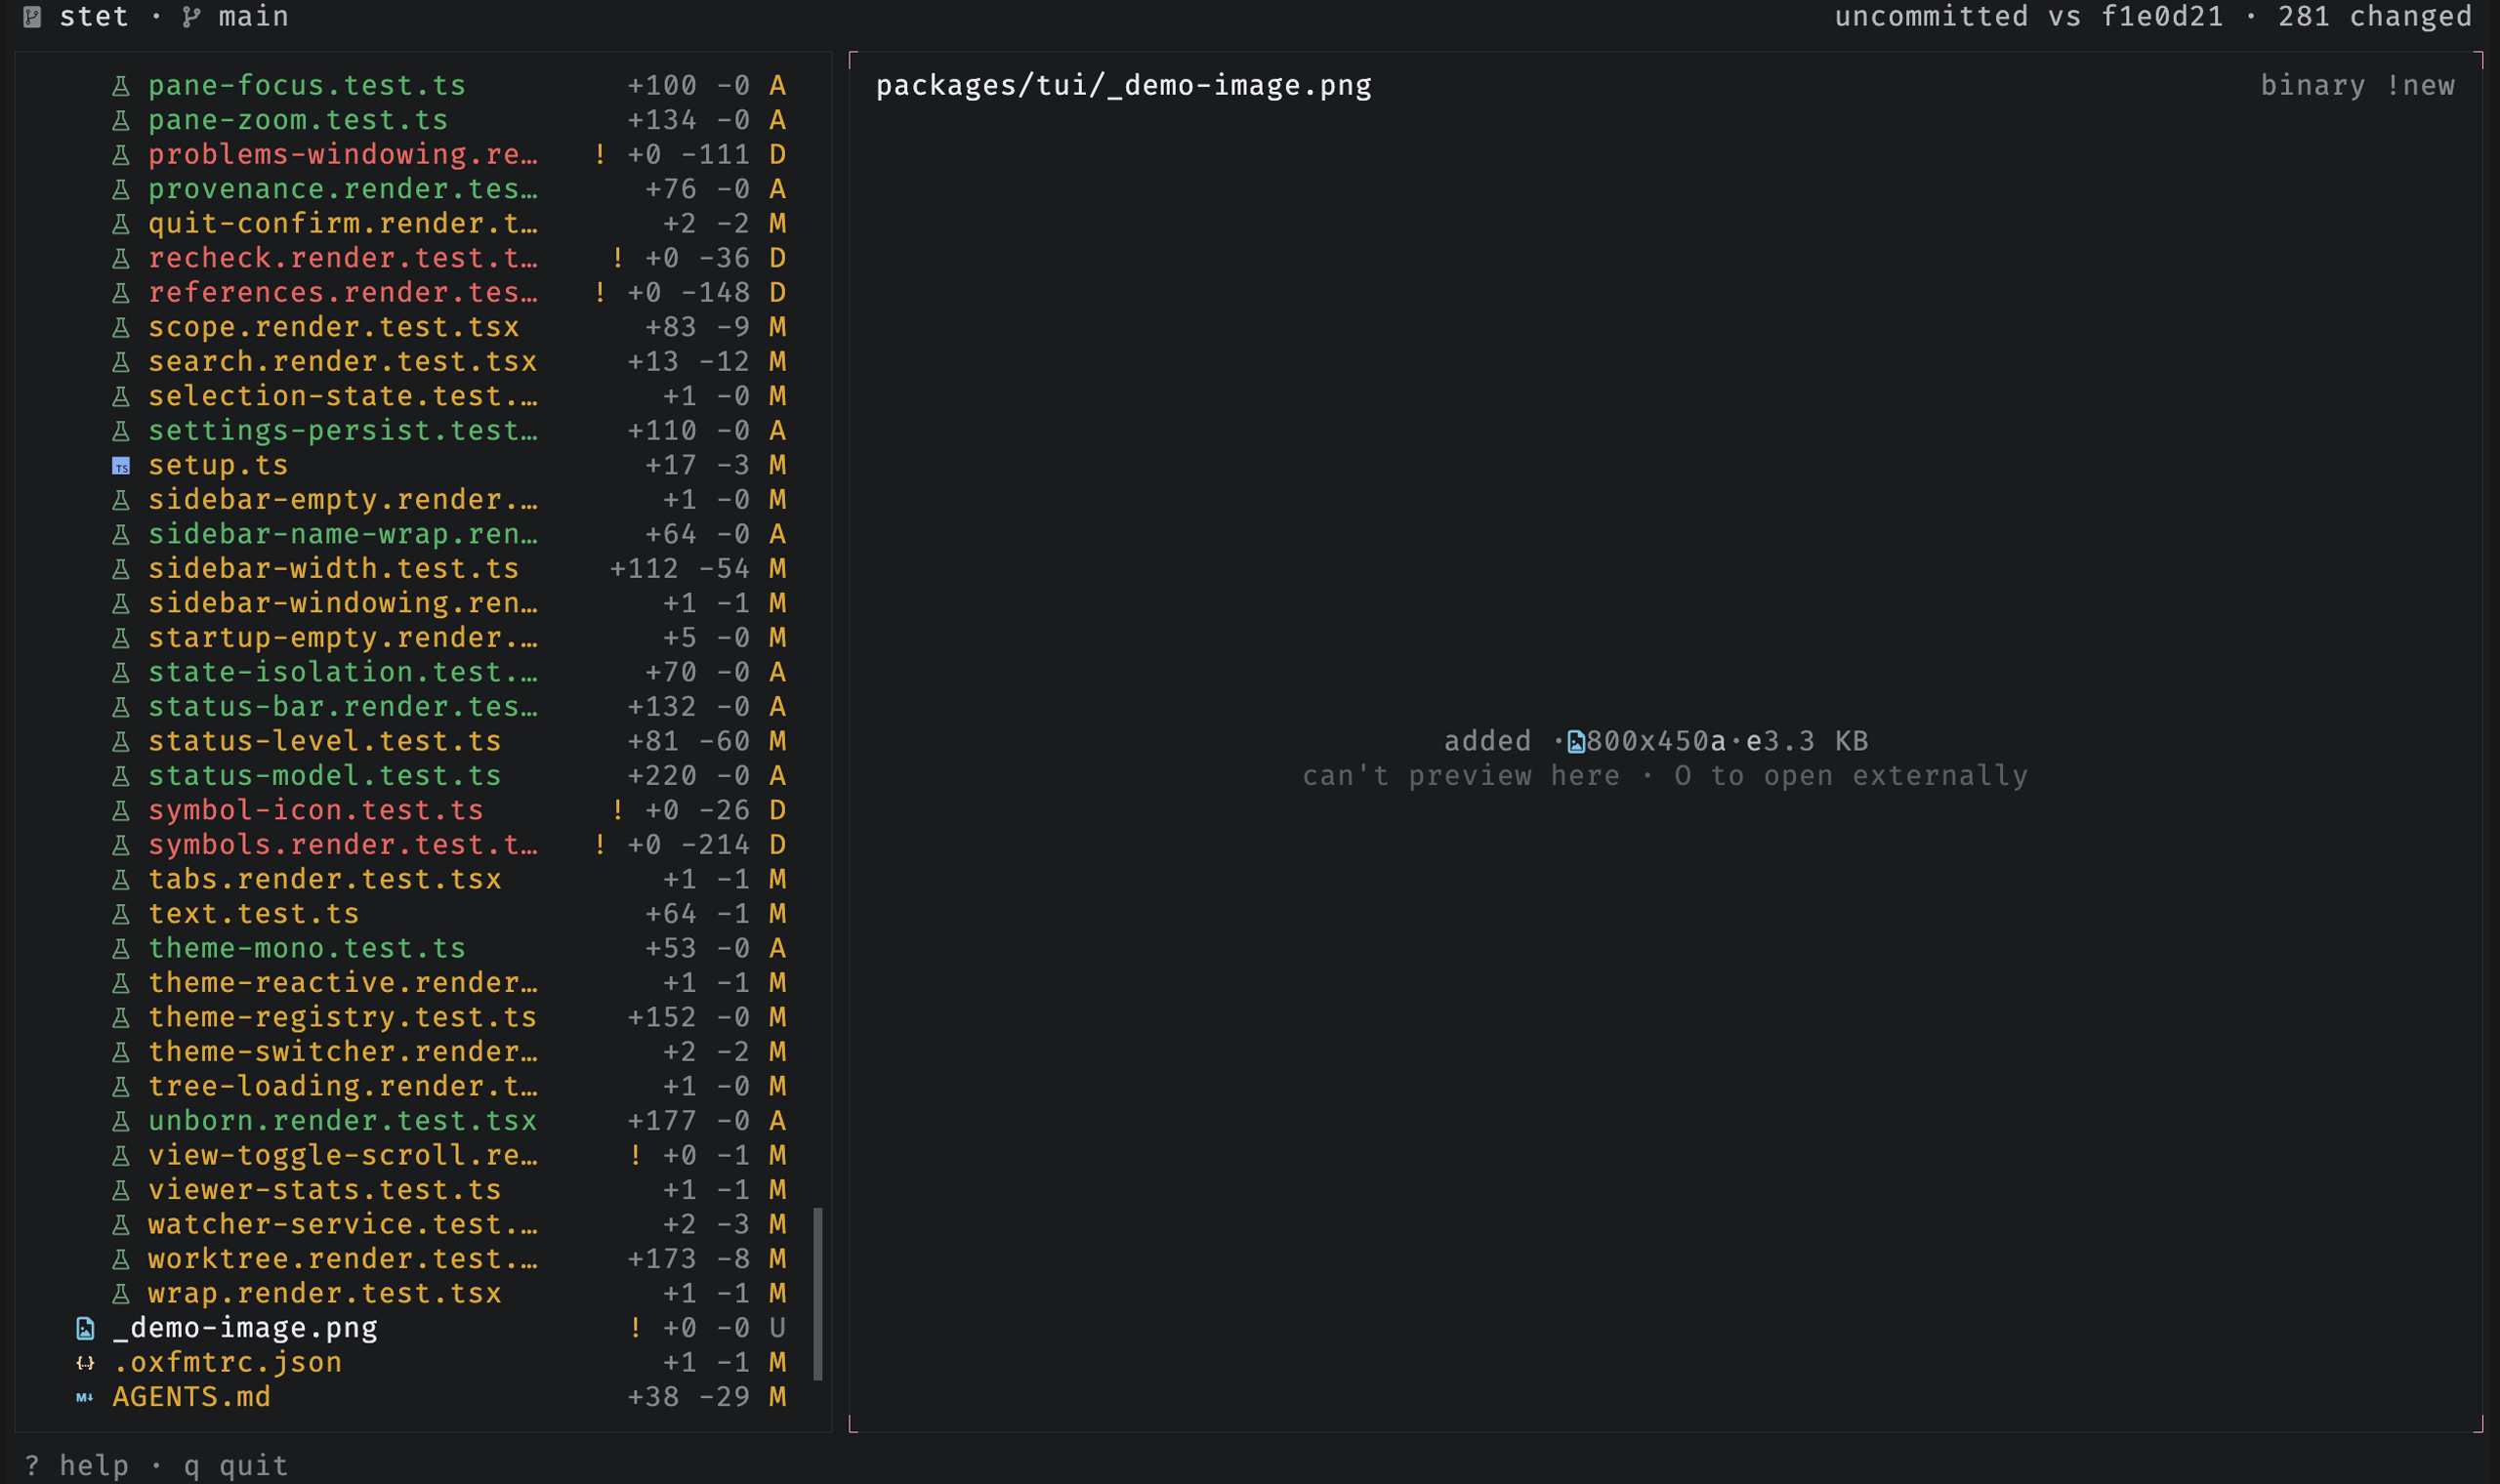 stet · main
uncommitted vs f1e0d21 · 281 changed
pane-focus.test.ts +100 -0 A
pane-zoom.test.ts +134 -0 A
problems-windowing.re… ! +0 -111 D
provenance.render.tes… +76 -0 A
quit-confirm.render.t… +2 -2 M
recheck.render.test.t… ! +0 -36 D
references.render.tes… ! +0 -148 D
scope.render.test.tsx +83 -9 M
search.render.test.tsx +13 -12 M
selection-state.test.… +1 -0 M
settings-persist.test… +110 -0 A
TS setup.ts +17 -3 M
sidebar-empty.render.… +1 -0 M
sidebar-name-wrap.ren… +64 -0 A
sidebar-width.test.ts +112 -54 M
sidebar-windowing.ren… +1 -1 M
startup-empty.render.… +5 -0 M
state-isolation.test.… +70 -0 A
status-bar.render.tes… +132 -0 A
status-level.test.ts +81 -60 M
status-model.test.ts +220 -0 A
symbol-icon.test.ts ! +0 -26 D
symbols.render.test.t… ! +0 -214 D
tabs.render.test.tsx +1 -1 M
text.test.ts +64 -1 M
theme-mono.test.ts +53 -0 A
theme-reactive.render… +1 -1 M
theme-registry.test.ts +152 -0 M
theme-switcher.render… +2 -2 M
tree-loading.render.t… +1 -0 M
unborn.render.test.tsx +177 -0 A
view-toggle-scroll.re… ! +0 -1 M
viewer-stats.test.ts +1 -1 M
watcher-service.test.… +2 -3 M
worktree.render.test.… +173 -8 M
wrap.render.test.tsx +1 -1 M
_demo-image.png ! +0 -0 U
{..} .oxfmtrc.json +1 -1 M
M↓ AGENTS.md +38 -29 M
packages/tui/_demo-image.png binary !new
added ·800x450a·e3.3 KB
can't preview here · O to open externally
? help · q quit